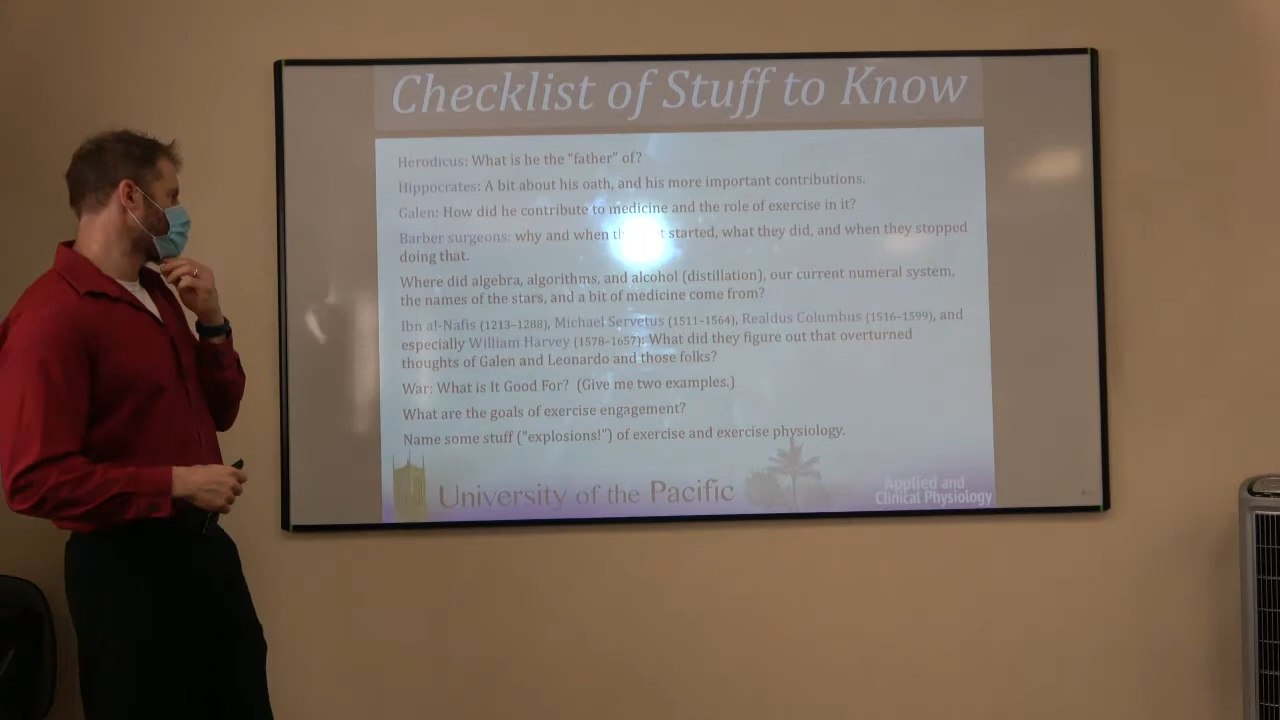 Checklist of Stuff to Know
Herodicus: What is he the “father” of?
Hippocrates: A bit about his oath, and his more important contributions.
Galen: How did he contribute to medicine and the role of exercise in it?
Barber surgeons: why and when started, what they did, and when they stopped
doing that.
Where did algebra, algorithms, and alcohol (distillation), our current numeral system,
the names of the stars, and a bit of medicine come from?
Ibn al-Nafis (1213–1288), Michael Servetus (1511–1564), Realdus Columbus (1516–1599), and
especially William Harvey (1578–1657): What did they figure out that overturned
thoughts of Galen and Leonardo and those folks?
War: What is It Good For? (Give me two examples.)
What are the goals of exercise engagement?
Name some stuff (“explosions!”) of exercise and exercise physiology.
University of the Pacific
Applied and
Clinical Physiology